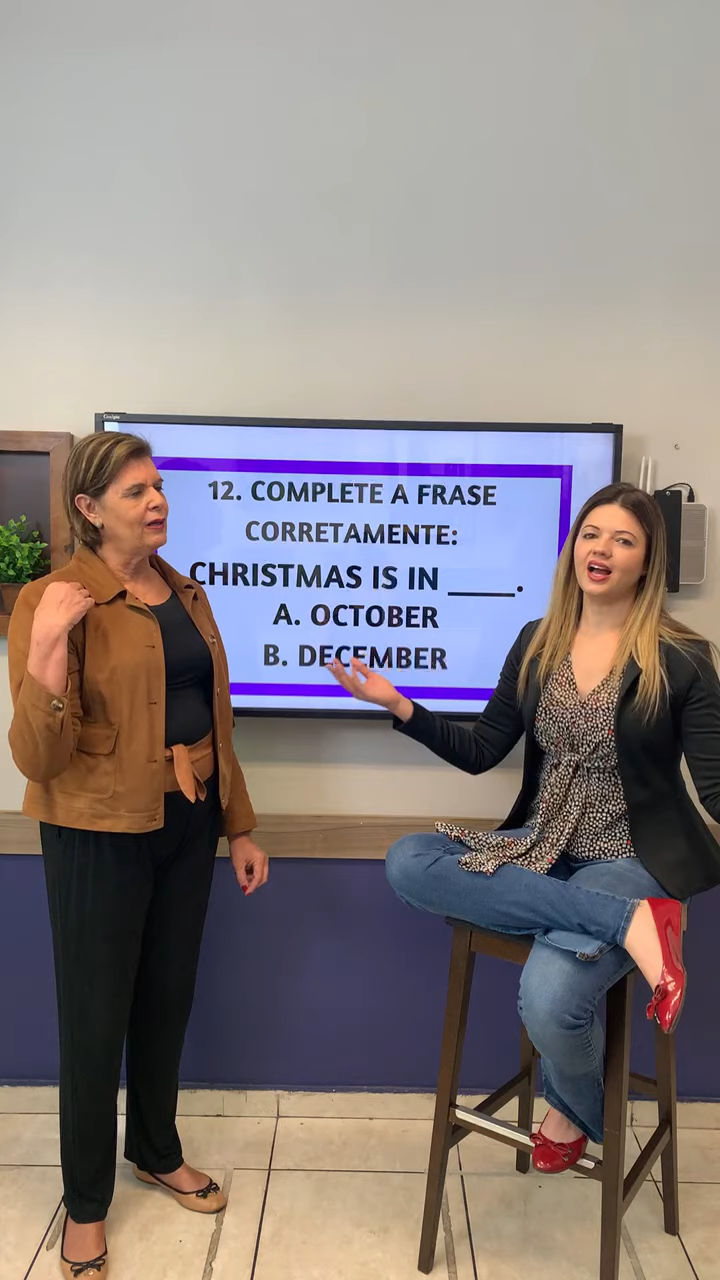 12. COMPLETE A FRASE
CORRETAMENTE:
CHRISTMAS IS IN ____.
A. OCTOBER
B. DECEMBER